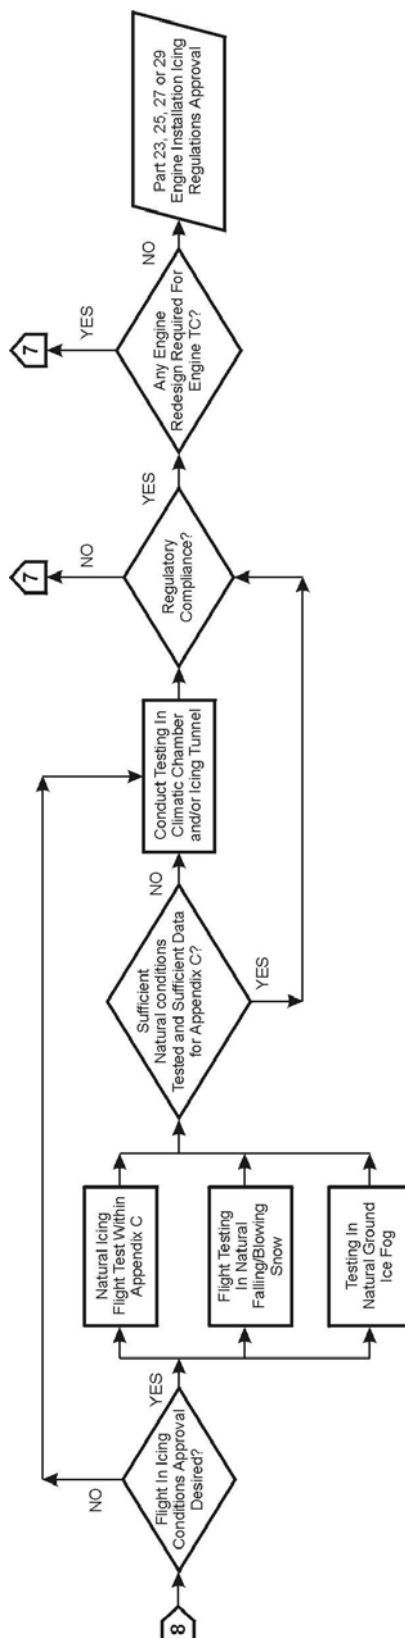 8
Flight In Icing
Conditions Approval
Desired?
NO
YES
Natural Icing
Flight Test Within
Appendix C
Flight Testing
In Natural
Falling/Blowing
Snow
Testing In
Natural Ground
Ice Fog
Sufficient
Natural conditions
Tested and Sufficient Data
for Appendix C?
NO
YES
Conduct Testing In
Climatic Chamber
and/or Icing Tunnel
Regulatory
Compliance?
NO
7
YES
Any Engine
Redesign Required For
Engine TC?
YES
7
NO
Part 23, 25, 27 or 29
Engine Installation Icing
Regulations Approval